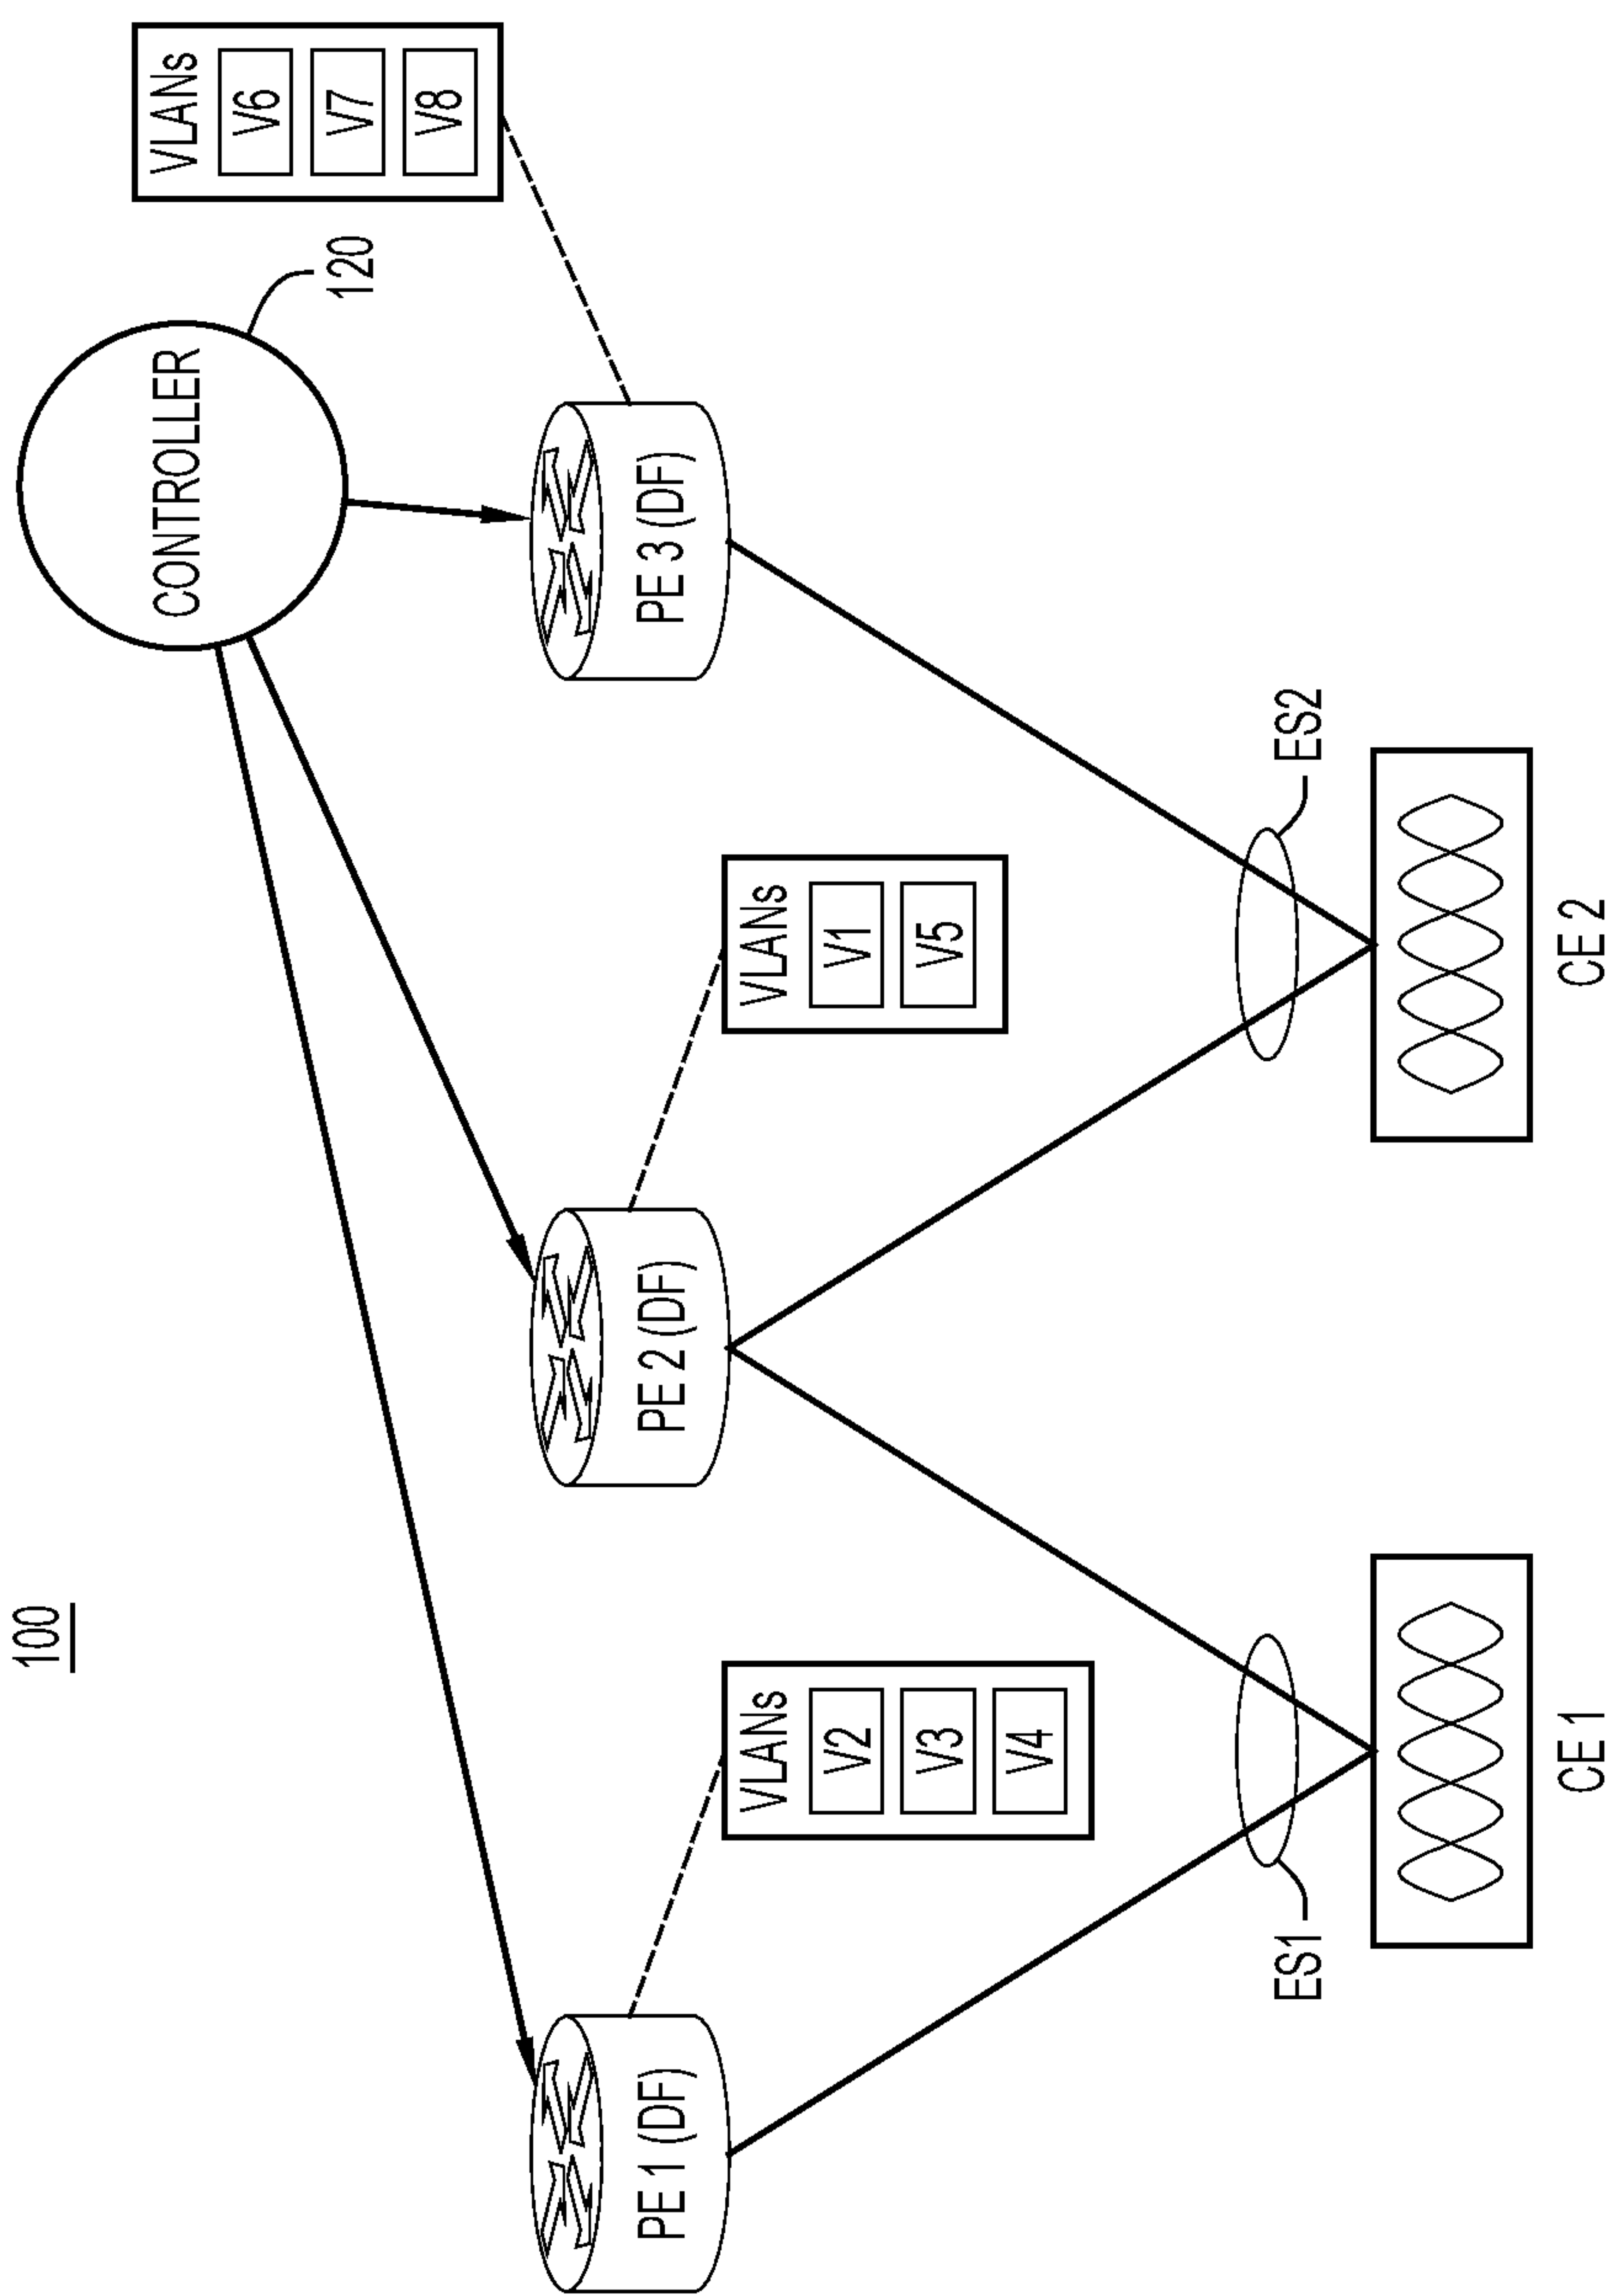 100
CONTROLLER
120
VLANs
V6
V7
V8
PE 1 (DF)
PE 2 (DF)
PE 3 (DF)
VLANs
V2
V3
V4
VLANs
V1
V5
ES1
ES2
CE 1
CE 2